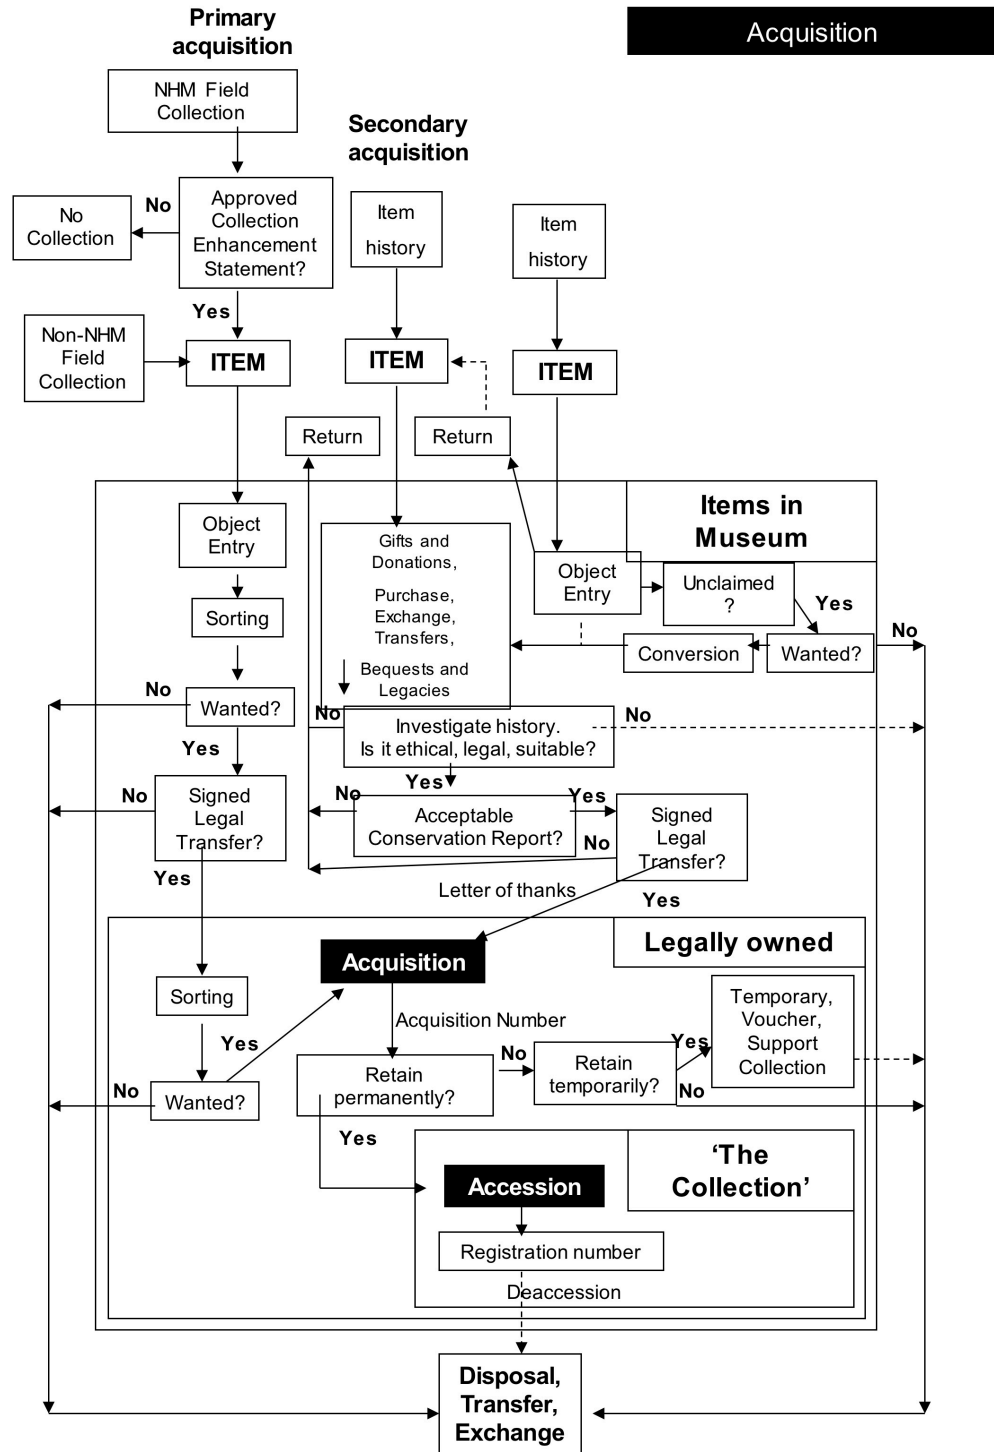 Primary
acquisition
Acquisition
NHM Field
Collection
Secondary
acquisition
No
Approved
Collection
Enhancement
Statement?
No
Collection
Item
history
Item
history
Yes
Non-NHM
Field
Collection
ITEM
ITEM
ITEM
Return
Return
Items in
Museum
Object
Entry
Gifts and
Donations,
Purchase,
Exchange,
Transfers,
Bequests and
Legacies
Object
Entry
Unclaimed
?
Yes
Sorting
No
Conversion
Wanted?
No
Wanted?
Yes
No
Investigate history.
Is it ethical, legal, suitable?
No
Yes
No
Signed
Legal
Transfer?
No
Acceptable
Conservation Report?
Yes
Signed
Legal
Transfer?
No
Yes
Letter of thanks
Yes
Legally owned
Acquisition
Sorting
Temporary,
Voucher,
Support
Collection
Acquisition Number
Yes
No
Yes
Retain
permanently?
Retain
temporarily?
No
No
Wanted?
Yes
‘The
Collection’
Accession
Registration number
Deaccession
Disposal,
Transfer,
Exchange